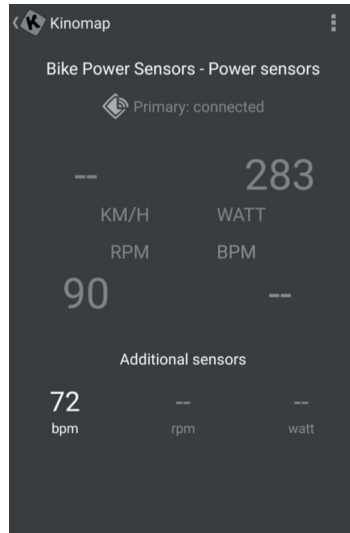 Kinomap
Bike Power Sensors - Power sensors
Primary: connected
-- 283
KM/H WATT
RPM BPM
90 --
Additional sensors
72 -- --
bpm rpm watt